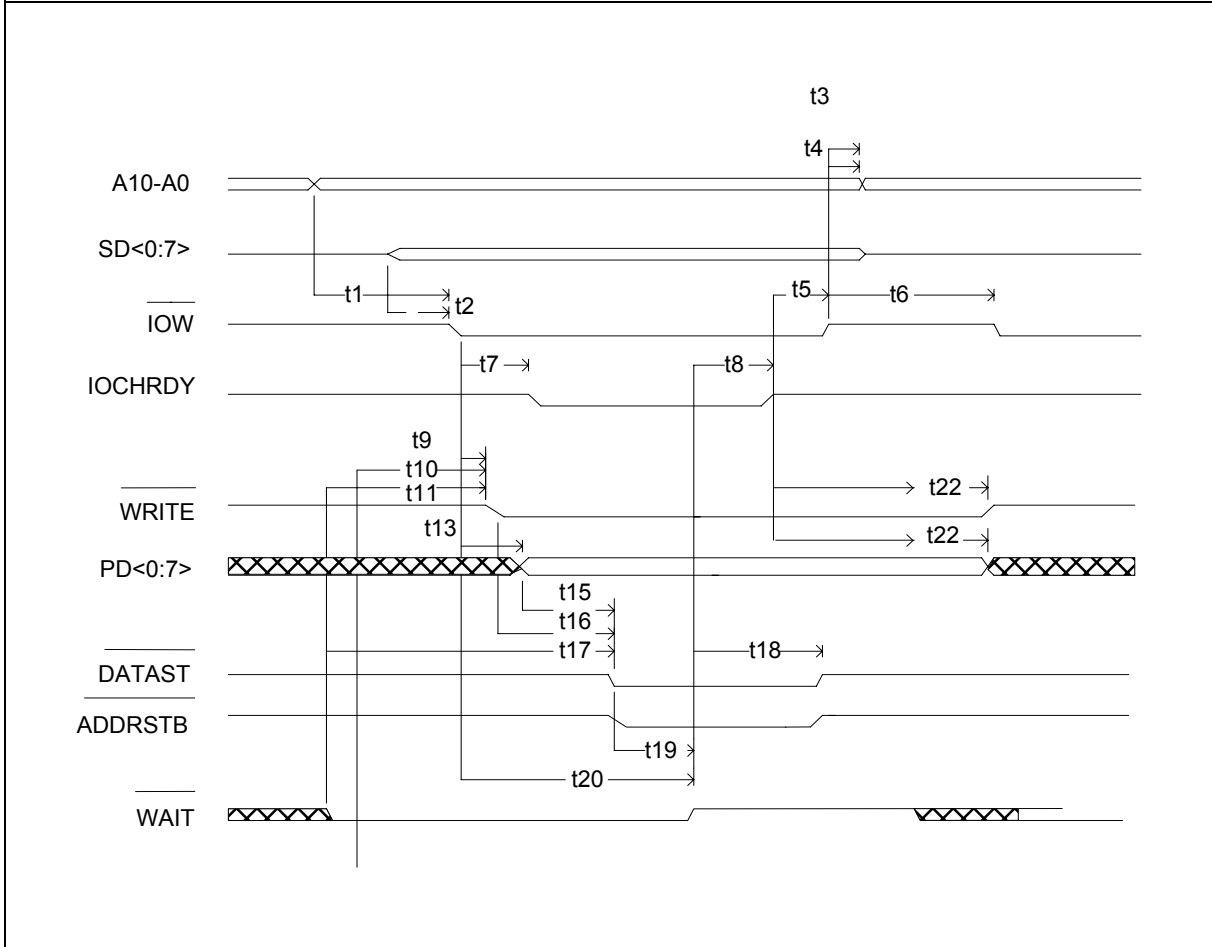 t3
t4
A10-A0
SD<0:7>
t1
t2
t5
t6
IOW
t7
t8
IOCHRDY
t9
t10
t11
t22
WRITE
t13
t22
PD<0:7>
t15
t16
t17
t18
DATAST
ADDRSTB
t19
t20
WAIT